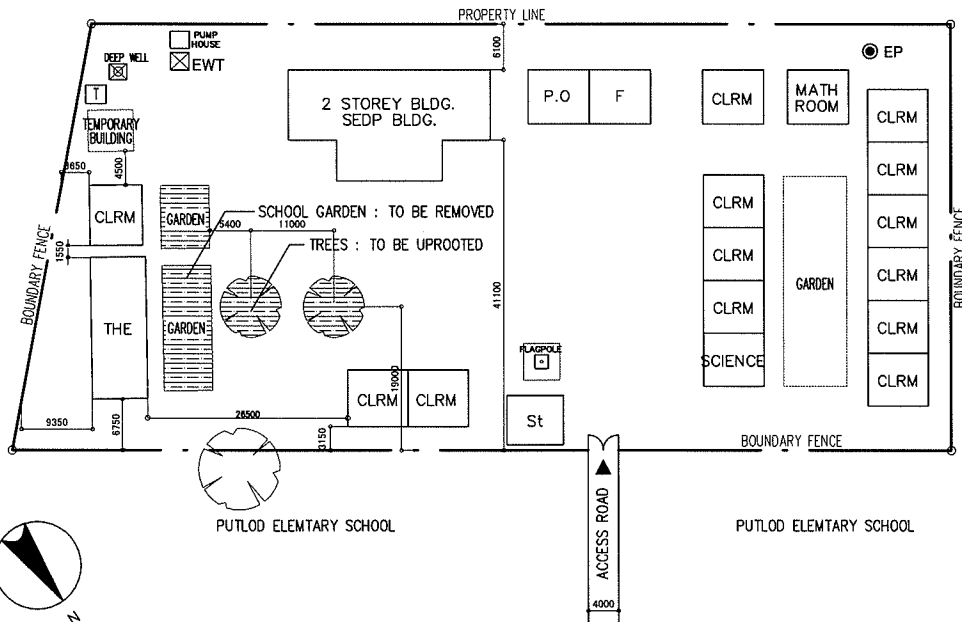 PROPERTY LINE
PUMP
HOUSE
EWT
DEEP WELL
T
TEMPORARY
BUILDING
6100
2 STOREY BLDG.
SEDP BLDG.
P.O
F
CLRM
MATH
ROOM
EP
CLRM
CLRM
CLRM
CLRM
CLRM
CLRM
4500
CLRM
GARDEN
SCHOOL GARDEN : TO BE REMOVED
5400
11000
TREES : TO BE UPROOTED
1550
BOUNDARY FENCE
THE
GARDEN
41100
CLRM
CLRM
CLRM
SCIENCE
GARDEN
BOUNDARY FENCE
BOUNDARY FENCE
FLAGPOLE
19000
CLRM
CLRM
St
9350
6750
26500
3150
BOUNDARY FENCE
PUTLOD ELEMTARY SCHOOL
ACCESS ROAD
PUTLOD ELEMTARY SCHOOL
4000
N